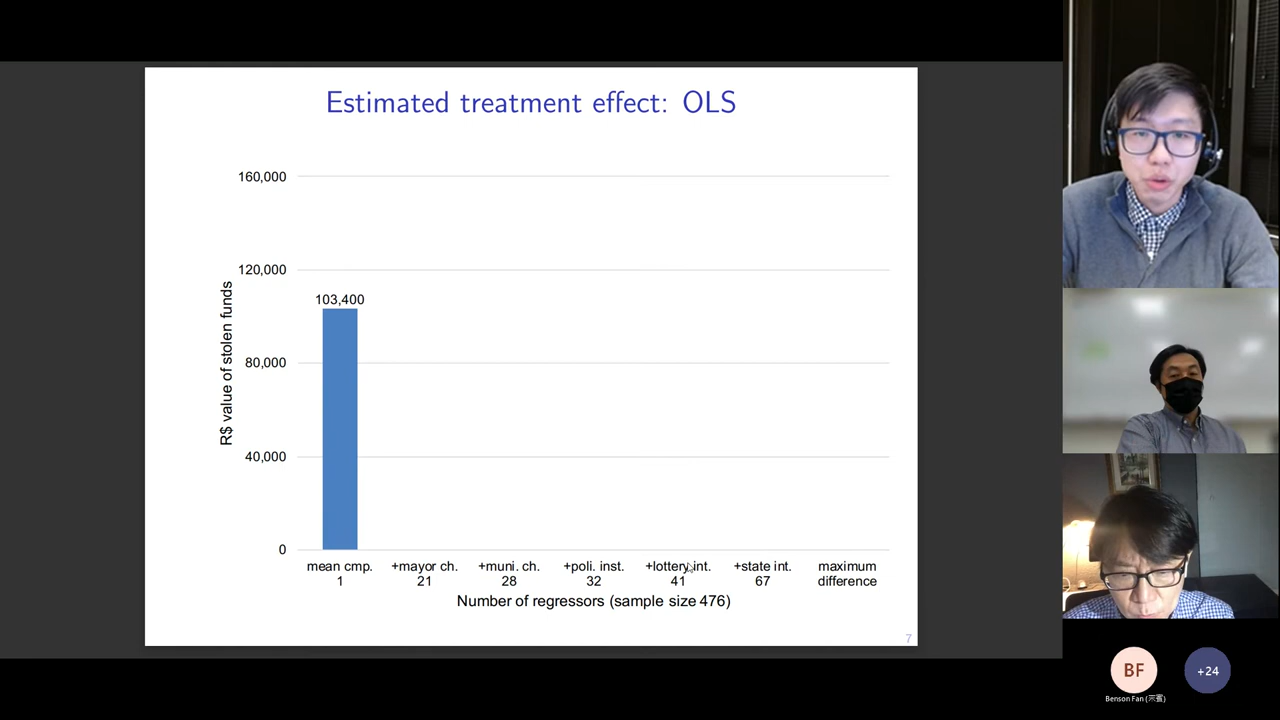 Estimated treatment effect: OLS
160,000
120,000
80,000
40,000
0
R$ value of stolen funds
103,400
mean cmp. +mayor ch. +muni. ch. +poli. inst. +lottery int. +state int. maximum
1 21 28 32 41 67 difference
Number of regressors (sample size 476)
7
BF
+24
Benson Fan